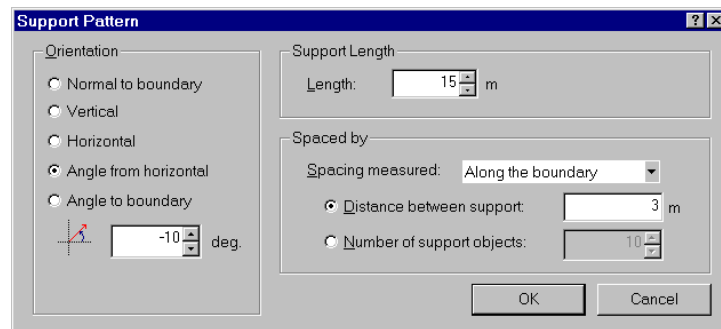 Support Pattern
Orientation
Normal to boundary
Vertical
Horizontal
Angle from horizontal
Angle to boundary
-10 deg.
Support Length
Length: 15 m
Spaced by
Spacing measured: Along the boundary
Distance between support: 3 m
Number of support objects: 10
OK Cancel